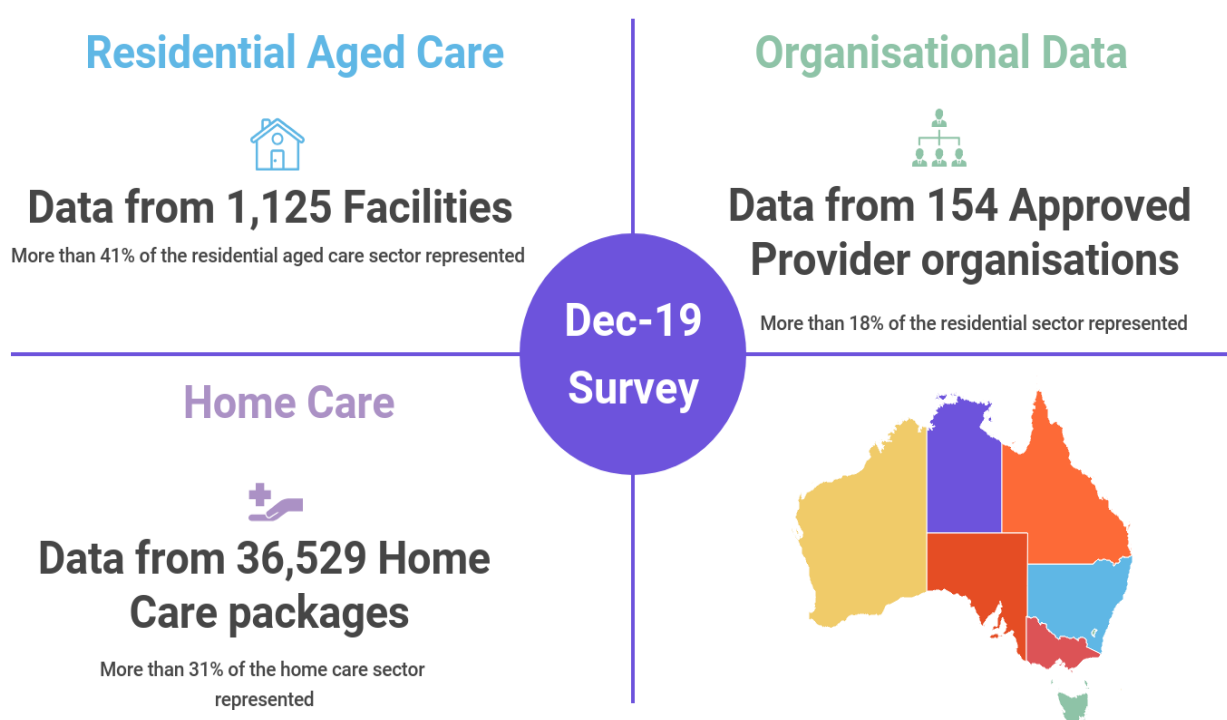 Residential Aged Care
Data from 1,125 Facilities
More than 41% of the residential aged care sector represented
Organisational Data
Data from 154 Approved
Provider organisations
More than 18% of the residential sector represented
Dec-19
Survey
Home Care
Data from 36,529 Home
Care packages
More than 31% of the home care sector
represented